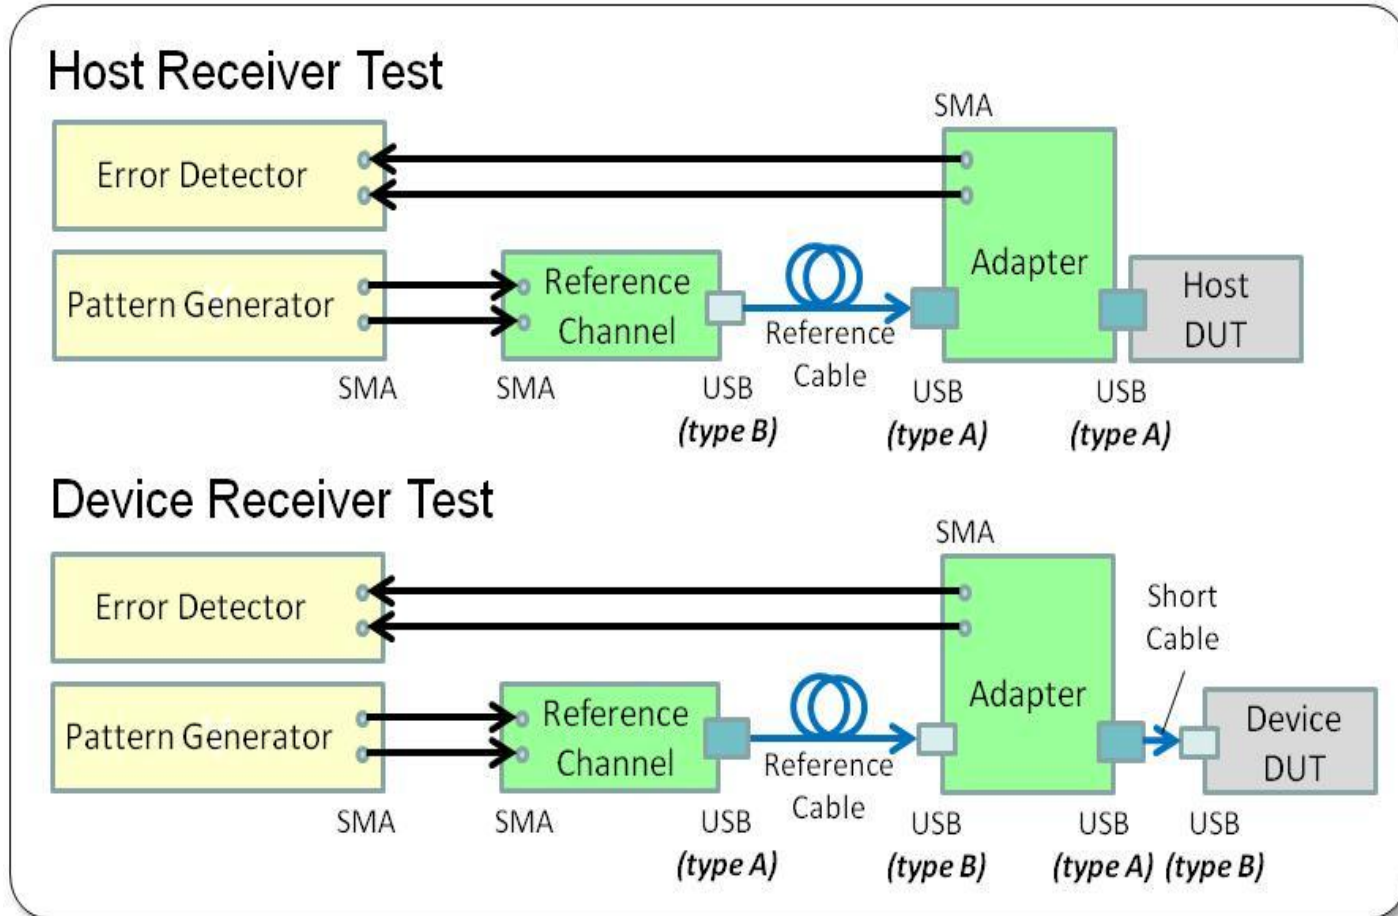 Host Receiver Test
SMA
Error Detector
Adapter
Pattern Generator
Reference
Channel
Host
DUT
Reference
Cable
SMA
SMA
USB
(type B)
USB
(type A)
USB
(type A)
Device Receiver Test
SMA
Error Detector
Short
Cable
Adapter
Pattern Generator
Reference
Channel
Device
DUT
Reference
Cable
SMA
SMA
USB
(type A)
USB
(type B)
USB
(type A)
USB
(type B)